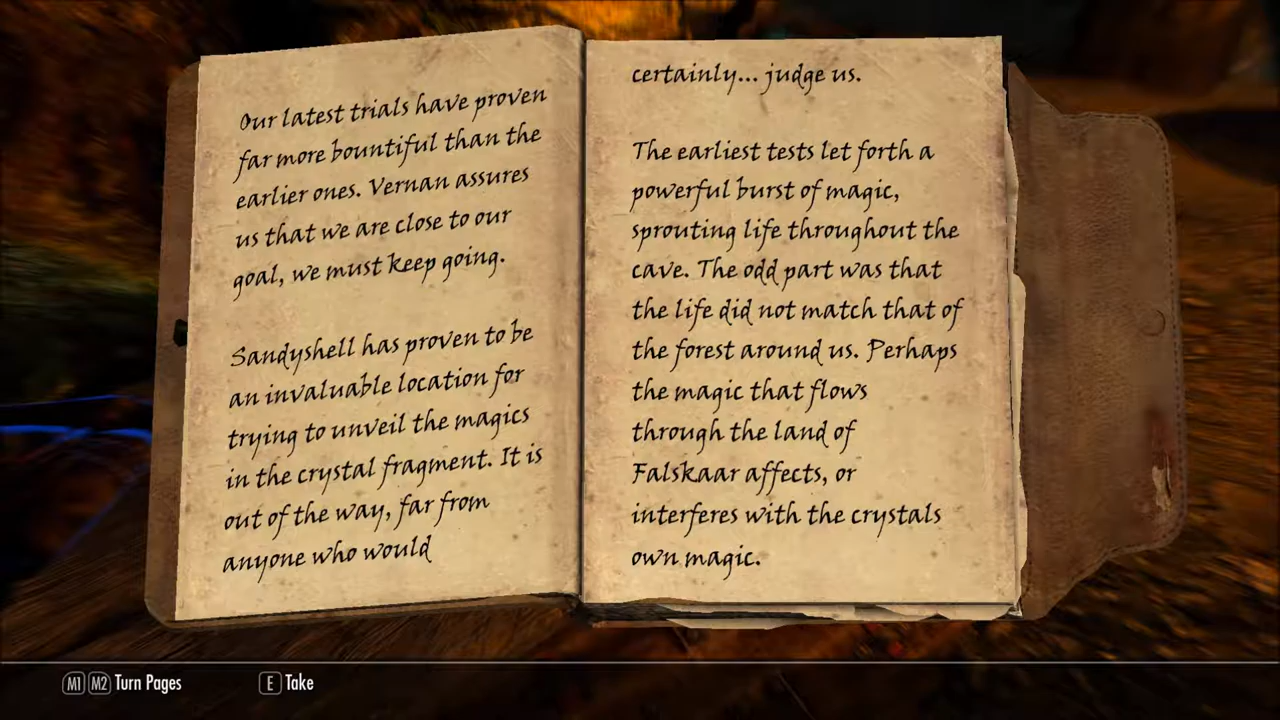 Our latest trials have proven
far more bountiful than the
earlier ones. Vernan assures
us that we are close to our
goal, we must keep going.
Sandyshell has proven to be
an invaluable location for
trying to unveil the magics
in the crystal fragment. It is
out of the way, far from
anyone who would
certainly... judge us.
The earliest tests let forth a
powerful burst of magic,
sprouting life throughout the
cave. The odd part was that
the life did not match that of
the forest around us. Perhaps
the magic that flows
through the land of
Falskaar affects, or
interferes with the crystals
own magic.
M1 M2 Turn Pages
E Take